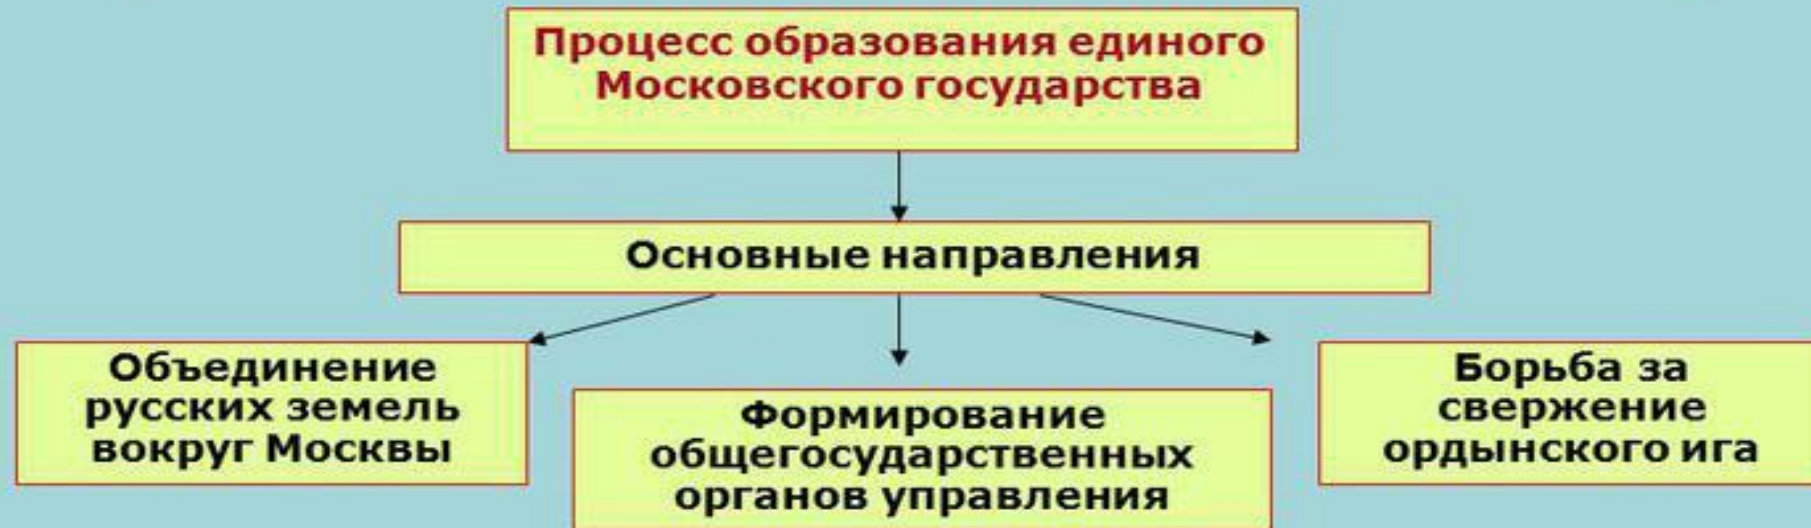 Процесс образования единого
Московского государства
Основные направления
Объединение
русских земель
вокруг Москвы
Формирование
общегосударственных
органов управления
Борьба за
свержение
ордынского ига